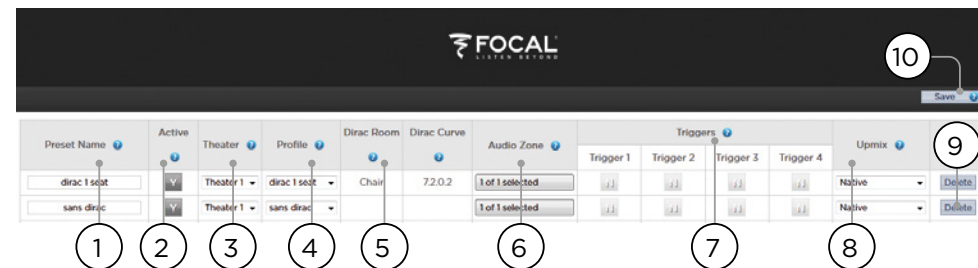 FOCAL
LISTEN BEYOND
10
Save
Preset Name Active Theater Profile Dirac Room Dirac Curve Audio Zone Triggers Upmix
Trigger 1 Trigger 2 Trigger 3 Trigger 4
9
dirac 1 seat Y Theater 1 dirac 1 seat Chair 7.2.0.2 1 of 1 selected Native Delete
sans dirac Y Theater 1 sans dirac 1 of 1 selected Native Delete
1 2 3 4 5 6 7 8